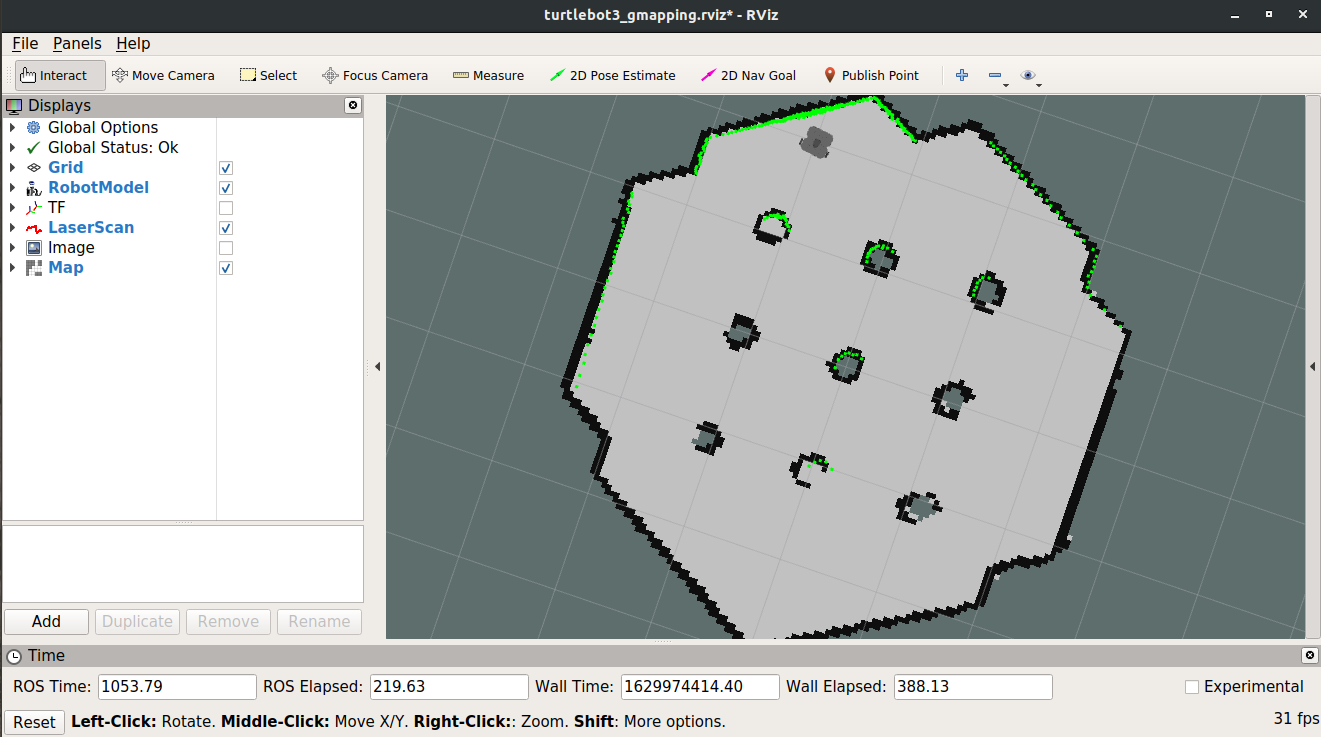 turtlebot3_gmapping.rviz* - RViz
File Panels Help
Interact Move Camera Select Focus Camera Measure 2D Pose Estimate 2D Nav Goal Publish Point
Displays
Global Options
Global Status: Ok
Grid
RobotModel
TF
LaserScan
Image
Map
Add Duplicate Remove Rename
Time
ROS Time: 1053.79 ROS Elapsed: 219.63 Wall Time: 1629974414.40 Wall Elapsed: 388.13 Experimental
Reset Left-Click: Rotate. Middle-Click: Move X/Y. Right-Click:: Zoom. Shift: More options. 31 fps